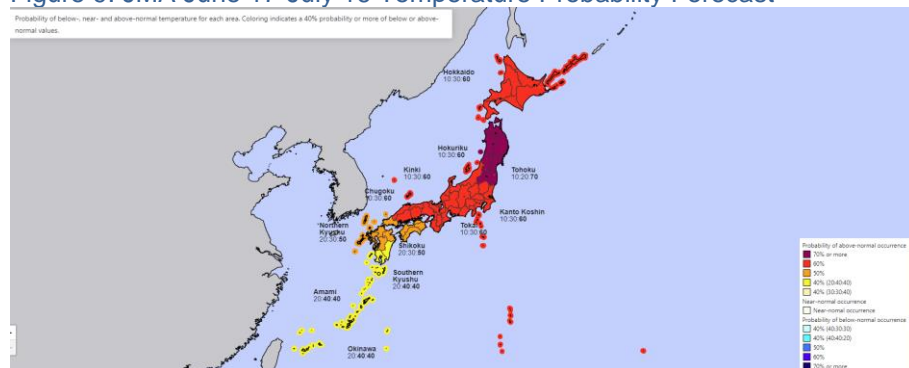 Probability of below-, near- and above-normal temperature for each area. Coloring indicates a 40% probability or more of below or above-
normal values.
Hokkaido
10:30:60
Hokuriku
10:30:60
Kinki
10:30:60
Tohoku
10:20:70
Chugoku
10:30:60
Kanto Koshin
10:30:60
Northern
Kyushu
20:30:50
Shikoku
20:30:50
Southern
Kyushu
20:40:40
Amami
20:40:40
Okinawa
20:40:40
Probability of above-normal occurrence
70% or more
60%
50%
40% (20:40:40)
40% (30:30:40)
Near-normal occurrence
Near-normal occurrence
Probability of below-normal occurrence
40% (40:30:30)
40% (40:40:20)
50%
60%
70% or more